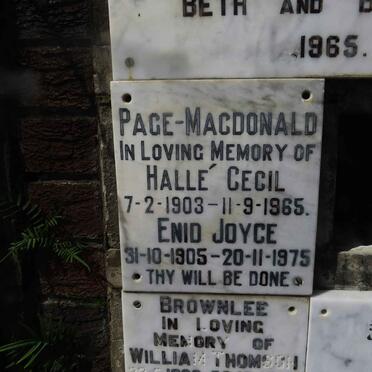 BETH AND
1965.
PAGE-MACDONALD
IN LOVING MEMORY OF
HALLÉ CECIL
7-2-1903-11-9-1965.
ENID JOYCE
31-10-1905-20-11-1975
THY WILL BE DONE
BROWNLEE
IN LOVING
MEMORY OF
WILLIAM THOMSON